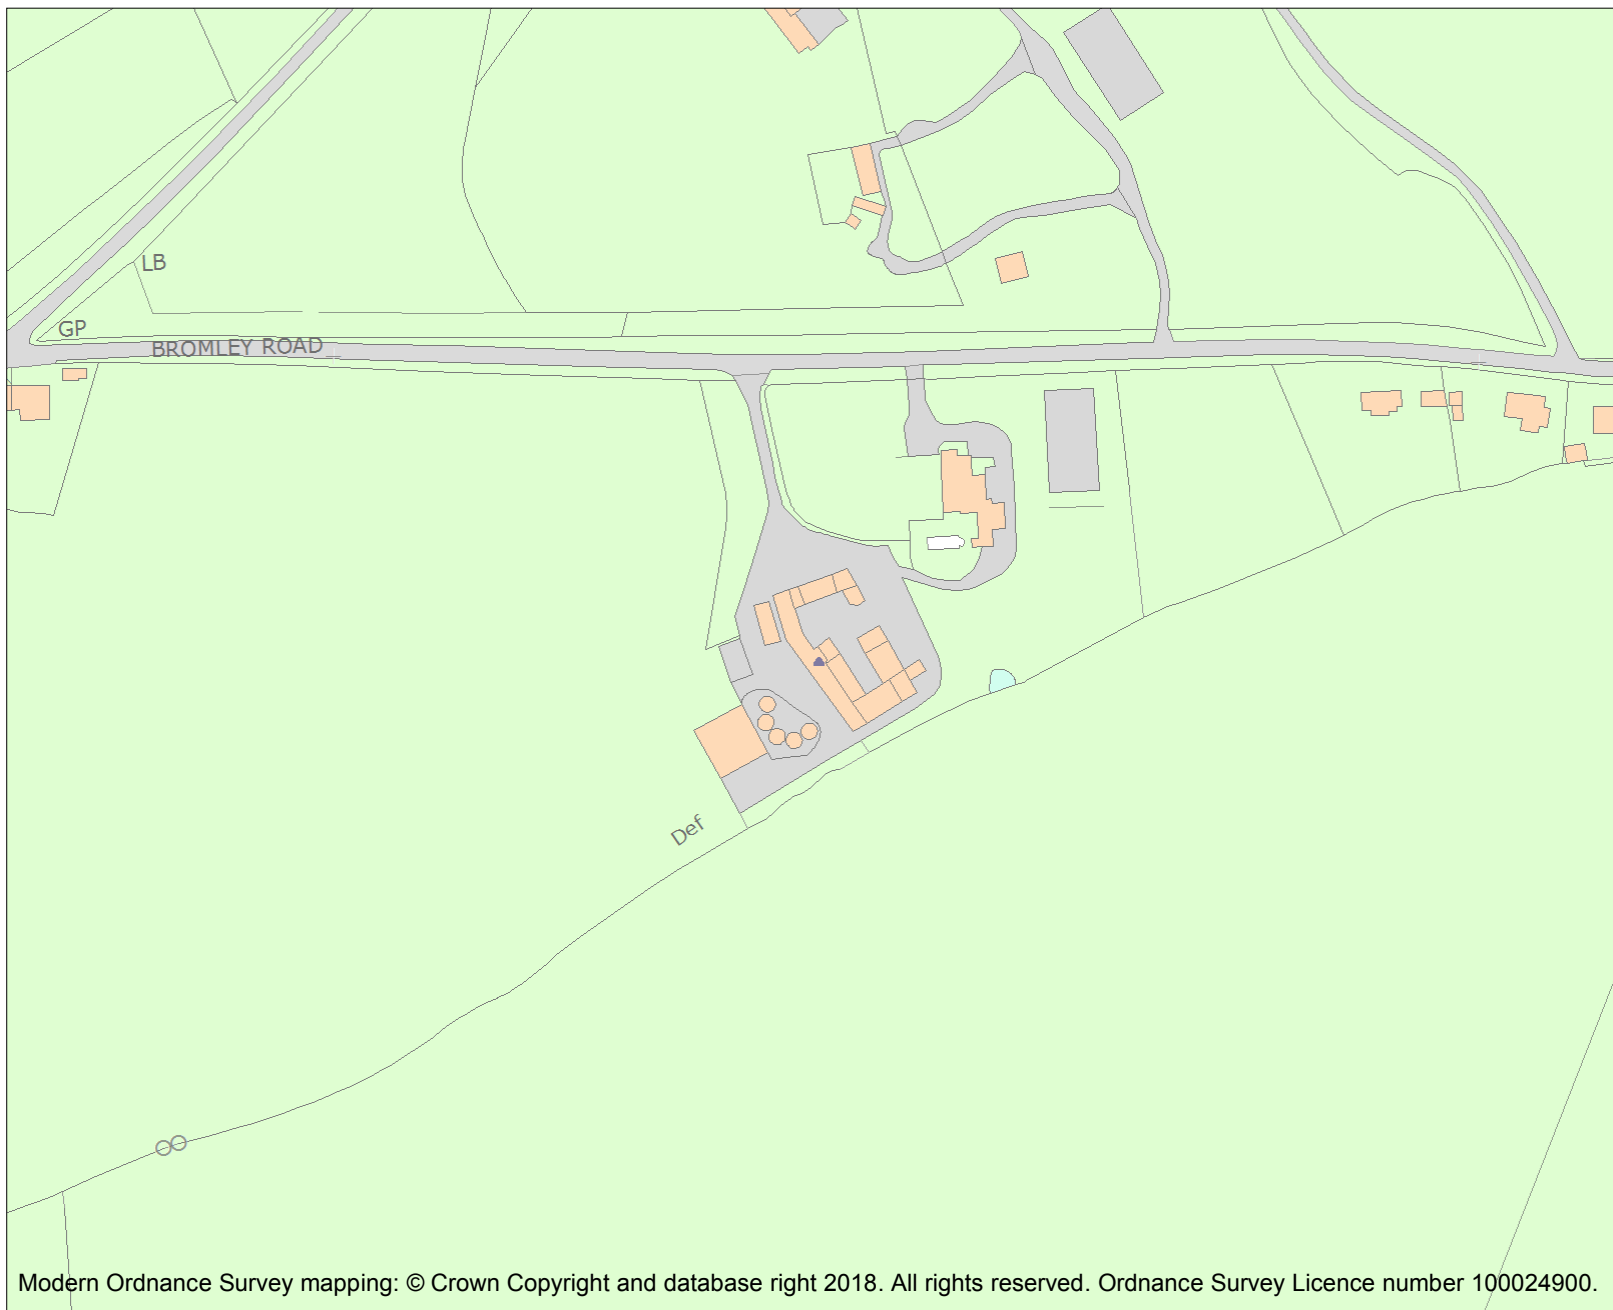 LB
GP
BROMLEY ROAD
Def
Modern Ordnance Survey mapping: © Crown Copyright and database right 2018. All rights reserved. Ordnance Survey Licence number 100024900.